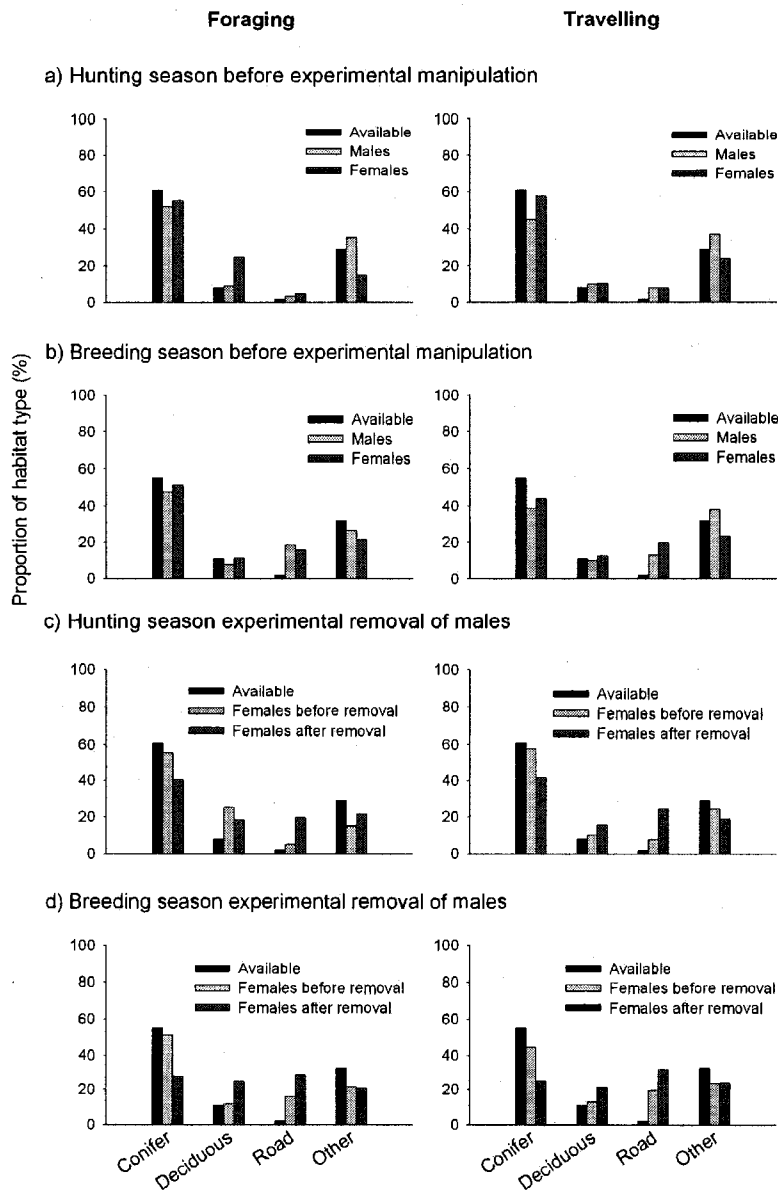 Foraging Travelling
a) Hunting season before experimental manipulation
100 80 60 40 20 0
Available
Males
Females
100 80 60 40 20 0
Available
Males
Females
b) Breeding season before experimental manipulation
100 80 60 40 20 0
Available
Males
Females
100 80 60 40 20 0
Available
Males
Females
Proportion of habitat type (%)
c) Hunting season experimental removal of males
100 80 60 40 20 0
Available
Females before removal
Females after removal
100 80 60 40 20 0
Available
Females before removal
Females after removal
d) Breeding season experimental removal of males
100 80 60 40 20 0
Available
Females before removal
Females after removal
100 80 60 40 20 0
Available
Females before removal
Females after removal
Conifer Deciduous Road Other
Conifer Deciduous Road Other